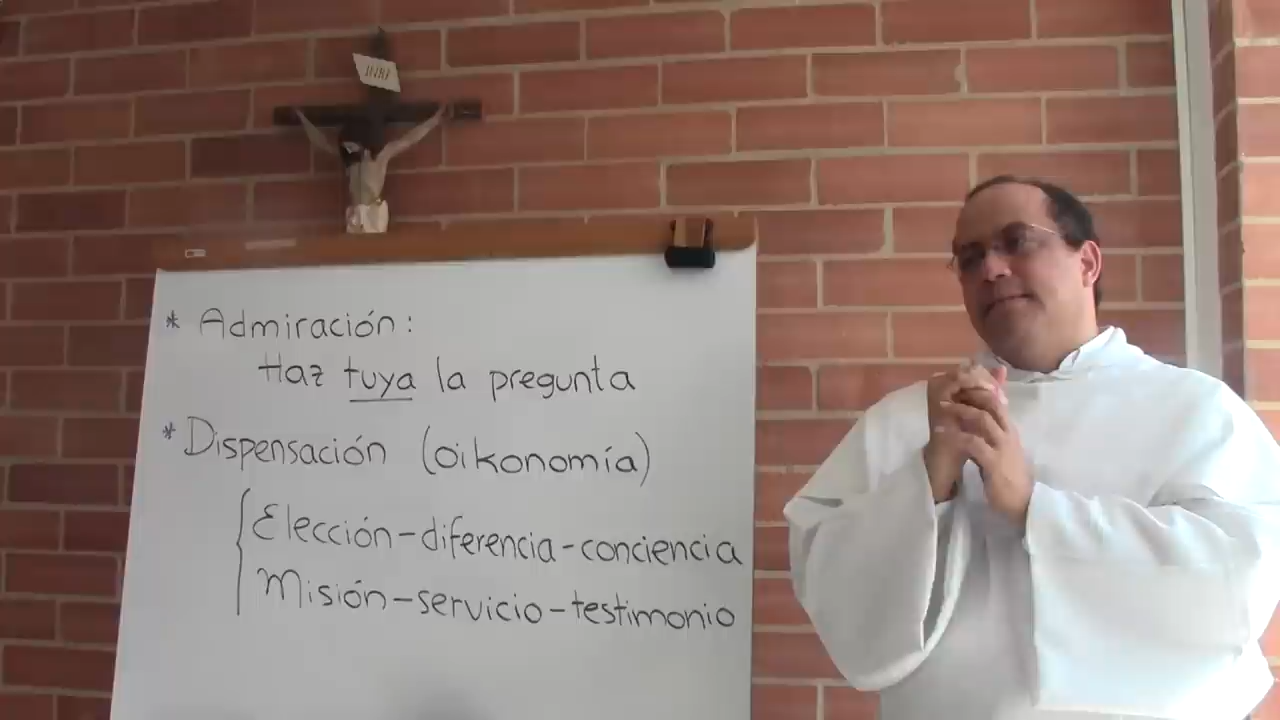 INRI
* Admiración:
Haz tuya la pregunta
* Dispensación (oikonomía)
Elección-diferencia-conciencia
Misión-servicio-testimonio